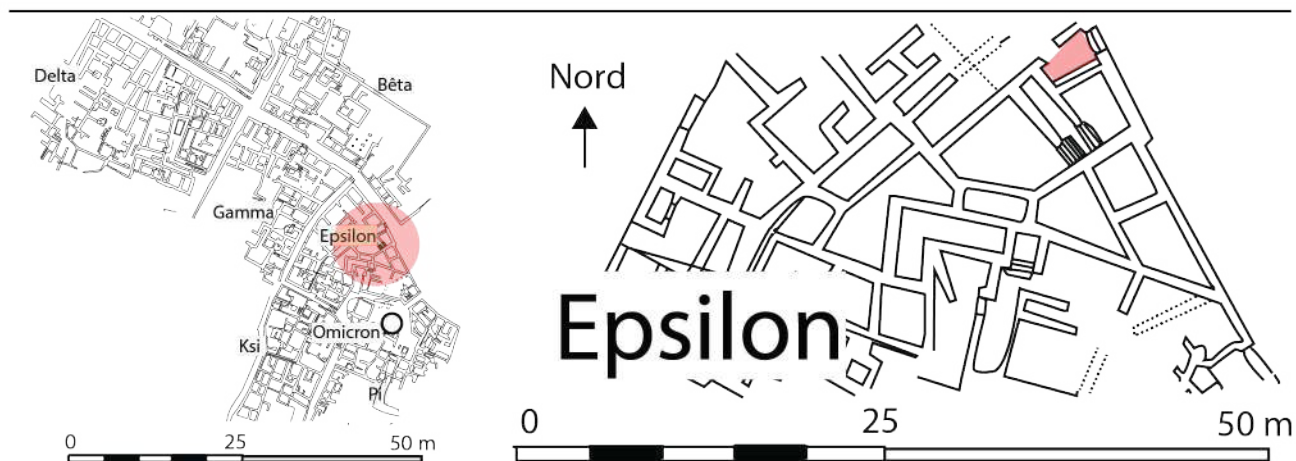 Delta
Bêta
Gamma
Epsilon
Ksi
Omicron
Pi
0 25 50 m
Nord
Epsilon
0 25 50 m